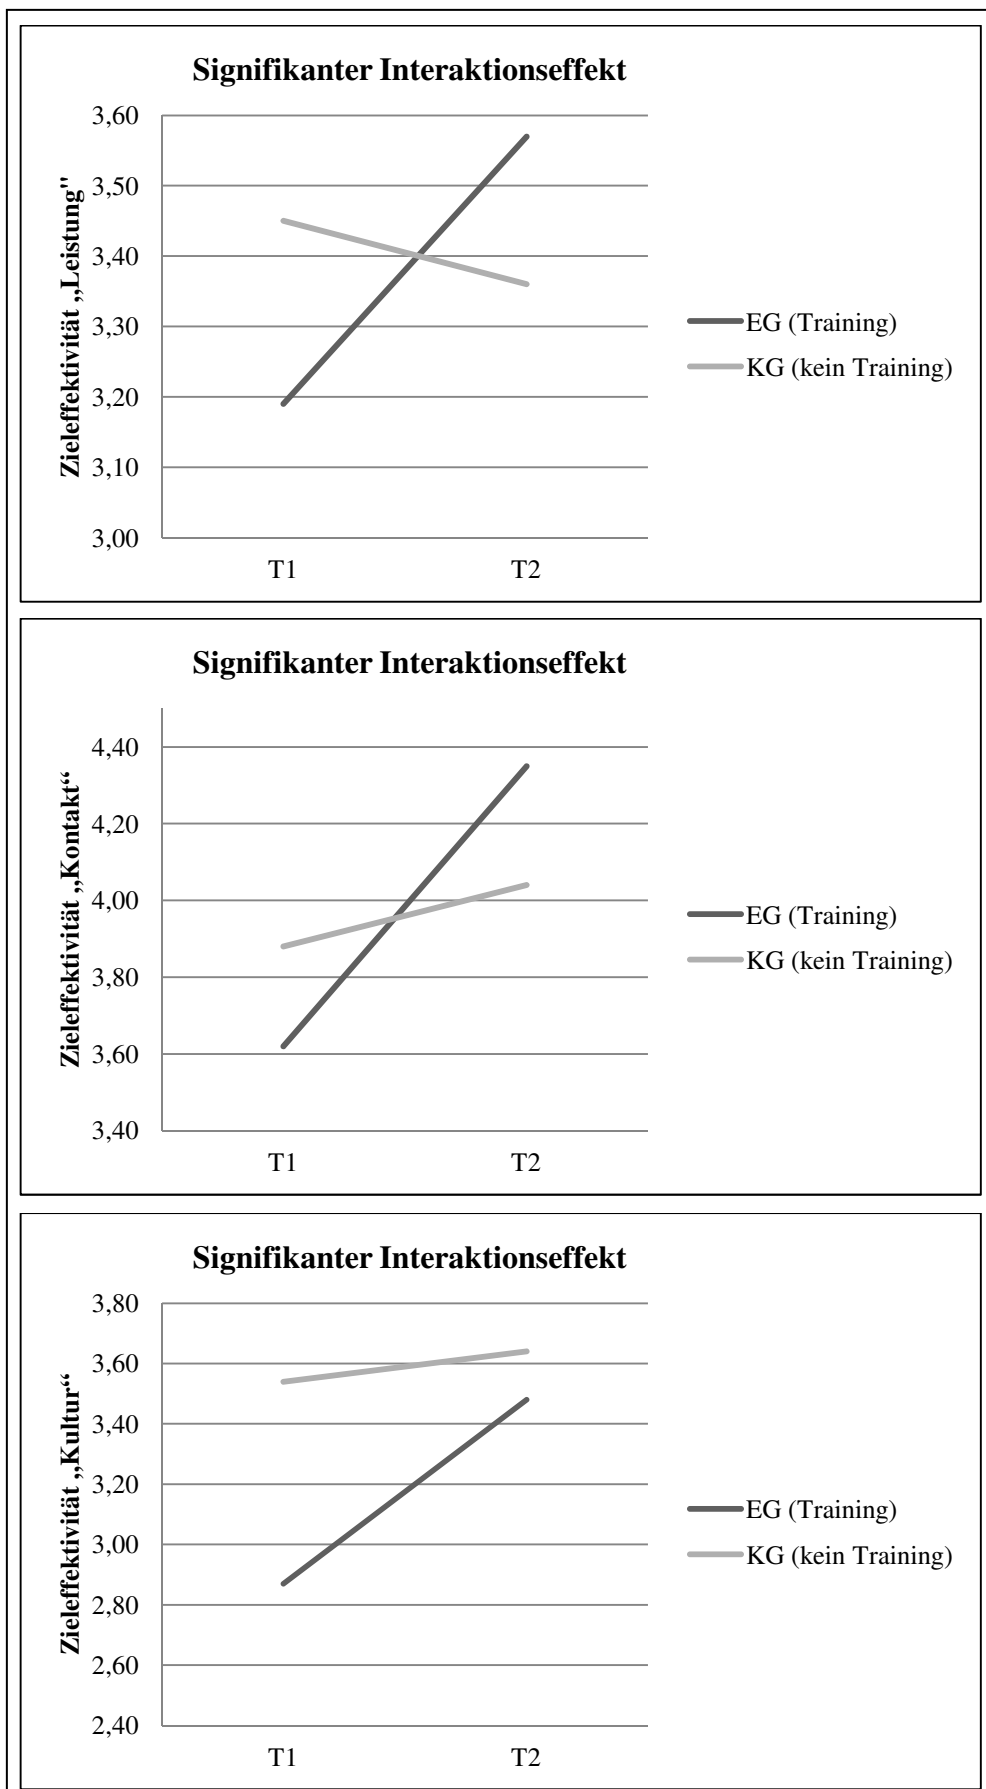 Signifikanter Interaktionseffekt
Zieleffektivität „Leistung"
3,60
3,50
3,40
3,30
3,20
3,10
3,00
T1 T2
EG (Training)
KG (kein Training)
Signifikanter Interaktionseffekt
Zieleffektivität „Kontakt“
4,40
4,20
4,00
3,80
3,60
3,40
T1 T2
EG (Training)
KG (kein Training)
Signifikanter Interaktionseffekt
Zieleffektivität „Kultur“
3,80
3,60
3,40
3,20
3,00
2,80
2,60
2,40
T1 T2
EG (Training)
KG (kein Training)